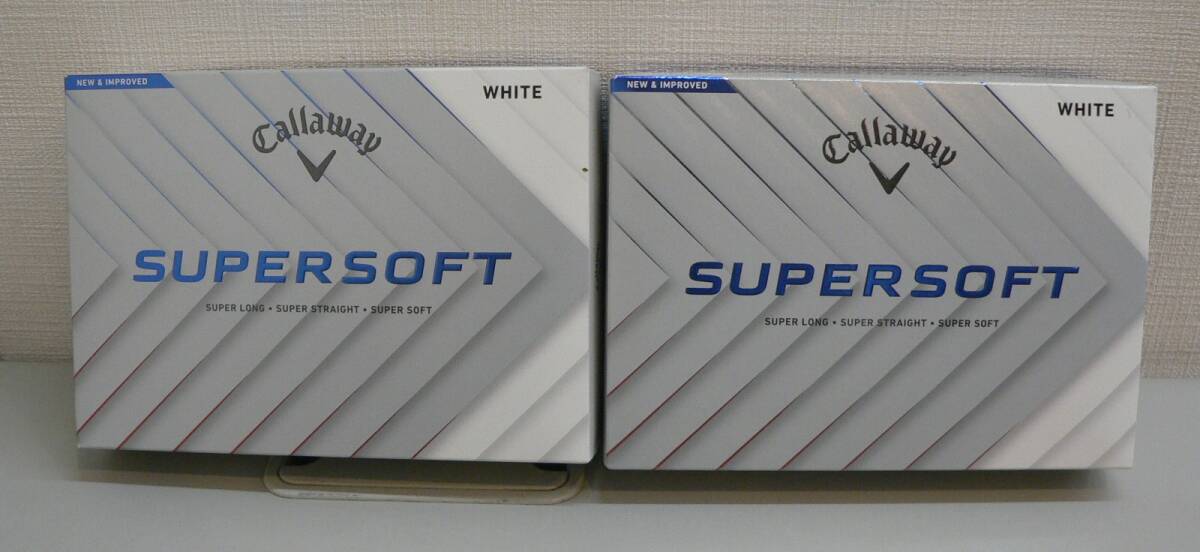 NEW & IMPROVED
WHITE
Callaway
SUPERSOFT
SUPER LONG • SUPER STRAIGHT • SUPER SOFT
NEW & IMPROVED
WHITE
Callaway
SUPERSOFT
SUPER LONG • SUPER STRAIGHT • SUPER SOFT